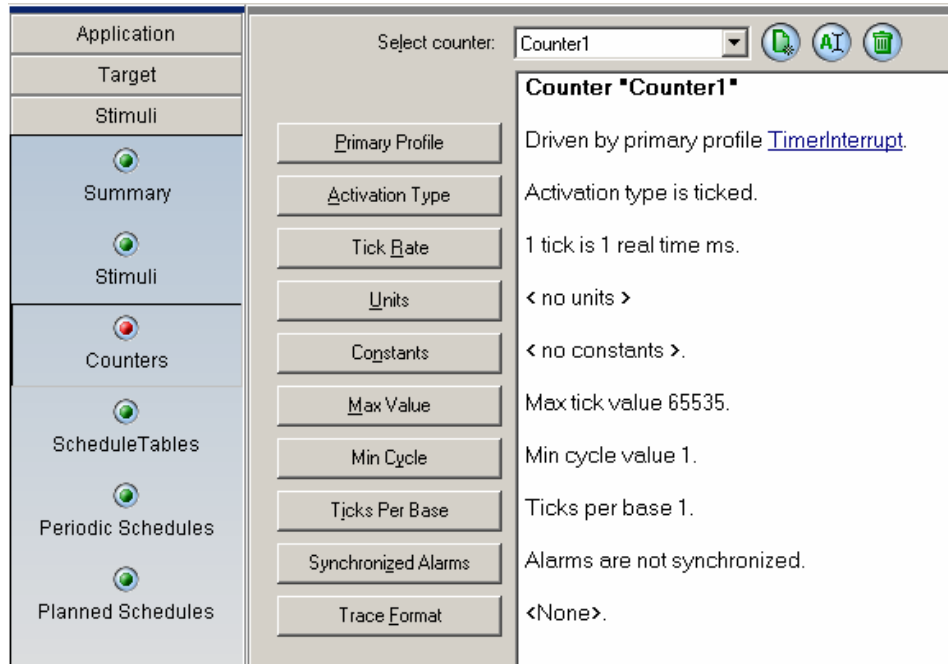 Application
Target
Stimuli
Summary
Stimuli
Counters
ScheduleTables
Periodic Schedules
Planned Schedules
Select counter: Counter1 AI
Counter "Counter1"
Primary Profile Driven by primary profile TimerInterrupt.
Activation Type Activation type is ticked.
Tick Rate 1 tick is 1 real time ms.
Units < no units >
Constants < no constants >.
Max Value Max tick value 65535.
Min Cycle Min cycle value 1.
Ticks Per Base Ticks per base 1.
Synchronized Alarms Alarms are not synchronized.
Trace Format <None>.